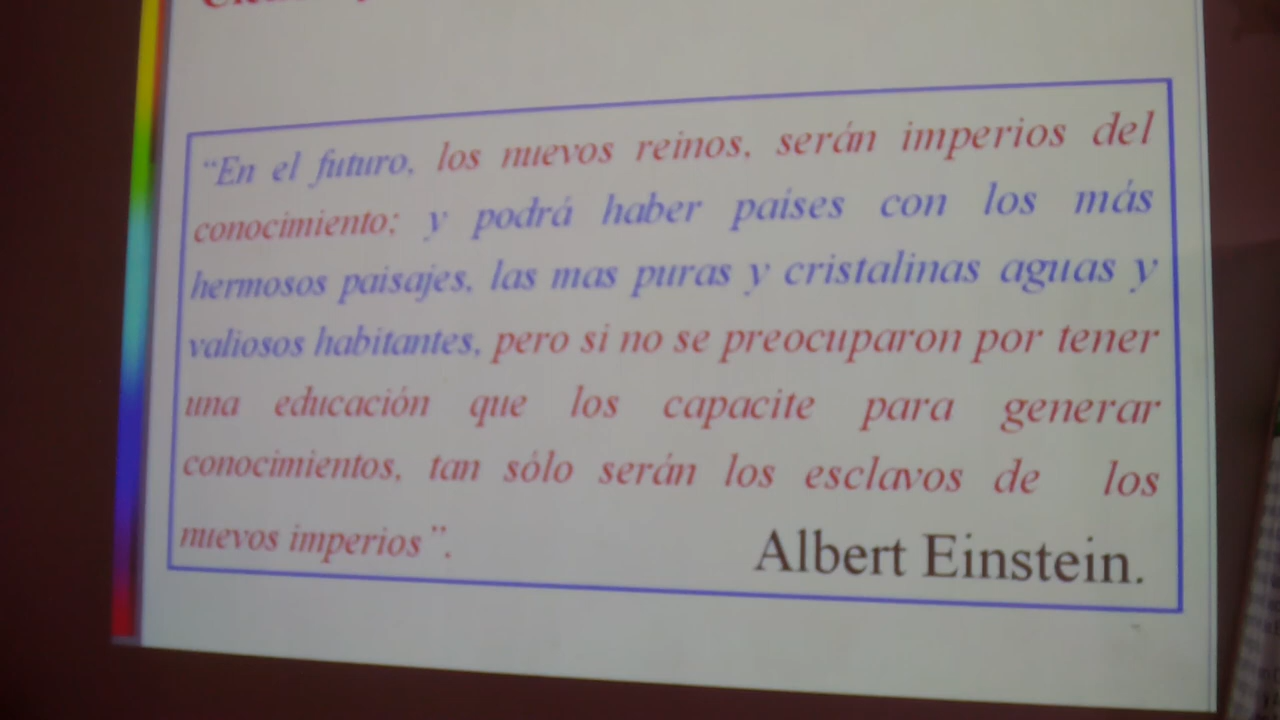 “En el futuro, los nuevos reinos, serán imperios del
conocimiento; y podrá haber países con los más
hermosos paisajes, las mas puras y cristalinas aguas y
valiosos habitantes, pero si no se preocuparon por tener
una educación que los capacite para generar
conocimientos, tan sólo serán los esclavos de los
nuevos imperios”.
Albert Einstein.